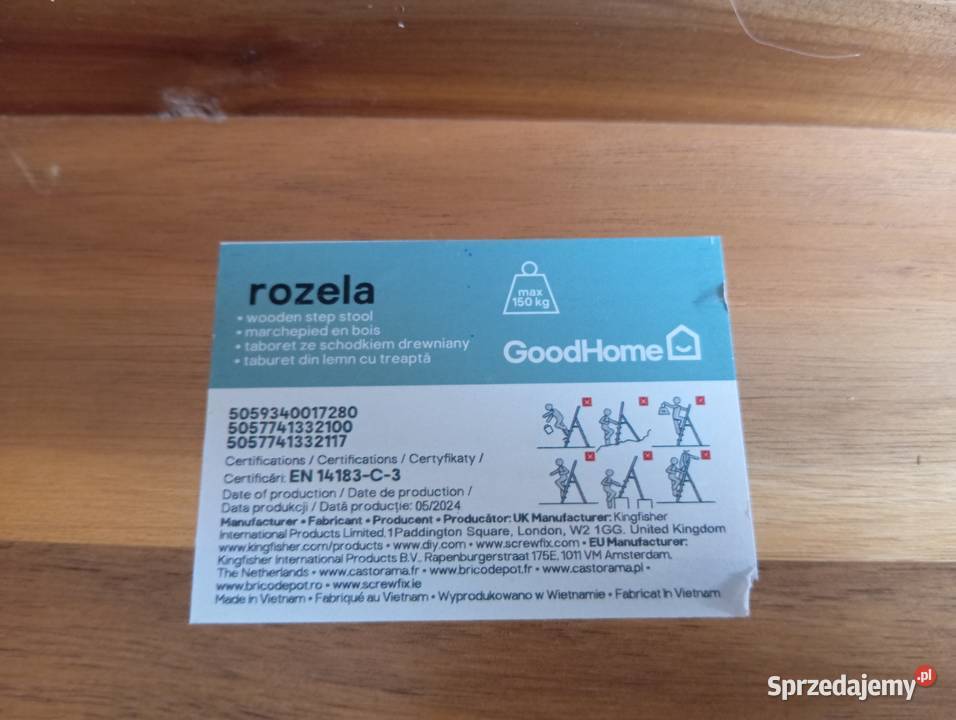 rozela
• wooden step stool
• marchepied en bois
• taboret ze schodkiem drewniany
• taburet din lemn cu treaptă
max
150 kg
GoodHome
5059340017280
5057741332100
5057741332117
Certifications / Certifications / Certyfikaty /
Certificări: EN 14183-C-3
Date of production / Date de production /
Data produkcji / Dată producție: 05/2024
Manufacturer • Fabricant • Producent • Producător: UK Manufacturer: Kingfisher
International Products Limited, 1 Paddington Square, London, W2 1GG. United Kingdom
www.kingfisher.com/products • www.diy.com • www.screwfix.com • EU Manufacturer:
Kingfisher International Products B.V., Rapenburgerstraat 175E, 1011 VM Amsterdam,
The Netherlands • www.castorama.fr • www.bricodepot.fr • www.castorama.pl •
www.bricodepot.ro • www.screwfix.ie
Made in Vietnam • Fabriqué au Vietnam • Wyprodukowano w Wietnamie • Fabricat în Vietnam
Sprzedajemy.pl